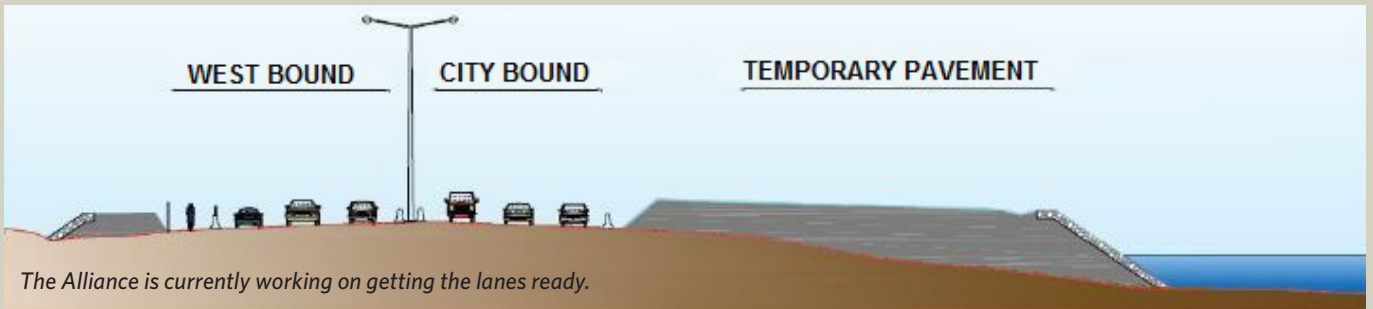 WEST BOUND
CITY BOUND
TEMPORARY PAVEMENT
The Alliance is currently working on getting the lanes ready.